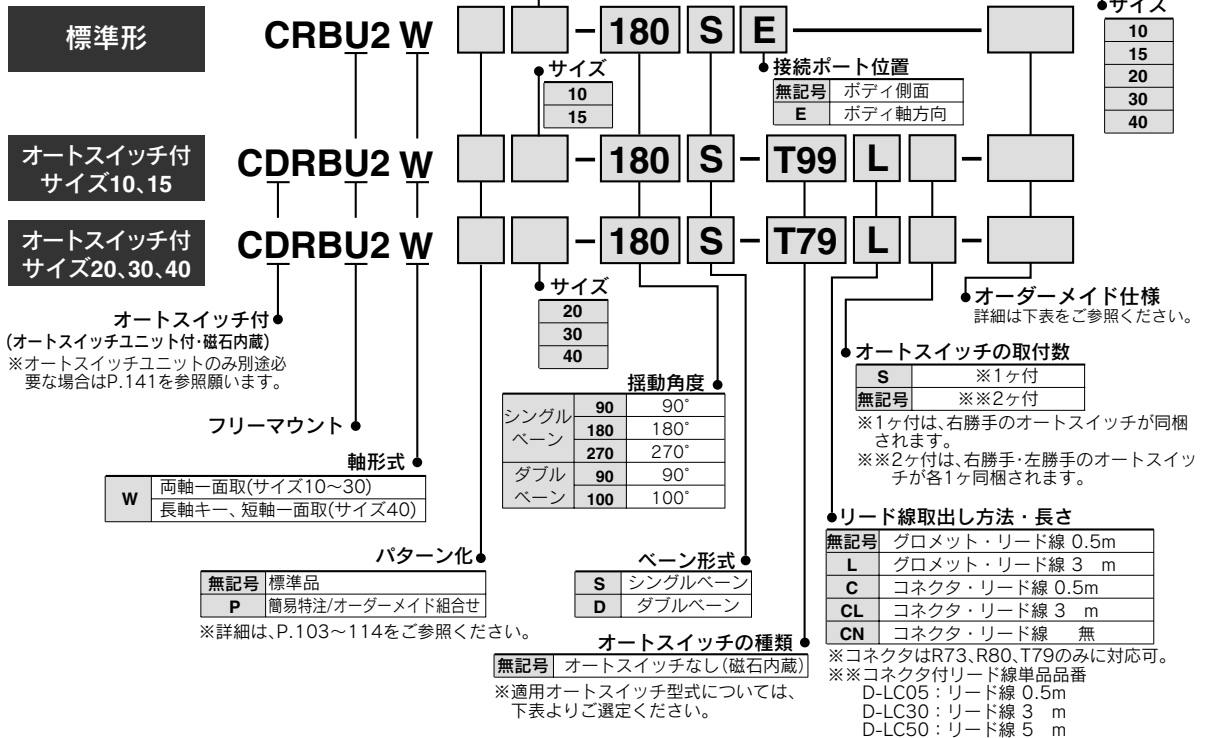 ●サイズ
10
15
20
30
40
標準形
CRBU2 W − 180 S E
●サイズ
10
15
●接続ポート位置
無記号 ボディ側面
E ボディ軸方向
オートスイッチ付
サイズ10、15
CDRBU2 W − 180 S − T99 L −
オートスイッチ付
サイズ20、30、40
CDRBU2 W − 180 S − T79 L −
●サイズ
20
30
40
オートスイッチ付●
(オートスイッチユニット付・磁石内蔵)
※オートスイッチユニットのみ別途必
要な場合はP.141を参照願います。
フリーマウント●
軸形式●
W 両軸一面取(サイズ10〜30)
長軸キー、短軸一面取(サイズ40)
パターン化●
無記号 標準品
P 簡易特注/オーダーメイド組合せ
※詳細は、P.103〜114をご参照ください。
揺動角度●
シングルベーン 90 90°
180 180°
270 270°
ダブルベーン 90 90°
100 100°
ベーン形式●
S シングルベーン
D ダブルベーン
オートスイッチの種類●
無記号 オートスイッチなし(磁石内蔵)
※適用オートスイッチ型式については、
下表よりご選定ください。
●オーダーメイド仕様
詳細は下表をご参照ください。
●オートスイッチの取付数
S ※1ヶ付
無記号 ※※2ヶ付
※1ヶ付は、右勝手のオートスイッチが同梱
されます。
※※2ヶ付は、右勝手・左勝手のオートスイッ
チが各1ヶ同梱されます。
●リード線取出し方法・長さ
無記号 グロメット・リード線 0.5m
L グロメット・リード線 3 m
C コネクタ・リード線 0.5m
CL コネクタ・リード線 3 m
CN コネクタ・リード線 無
※コネクタはR73、R80、T79のみに対応可。
※※コネクタ付リード線単品品番
D-LC05：リード線 0.5m
D-LC30：リード線 3 m
D-LC50：リード線 5 m